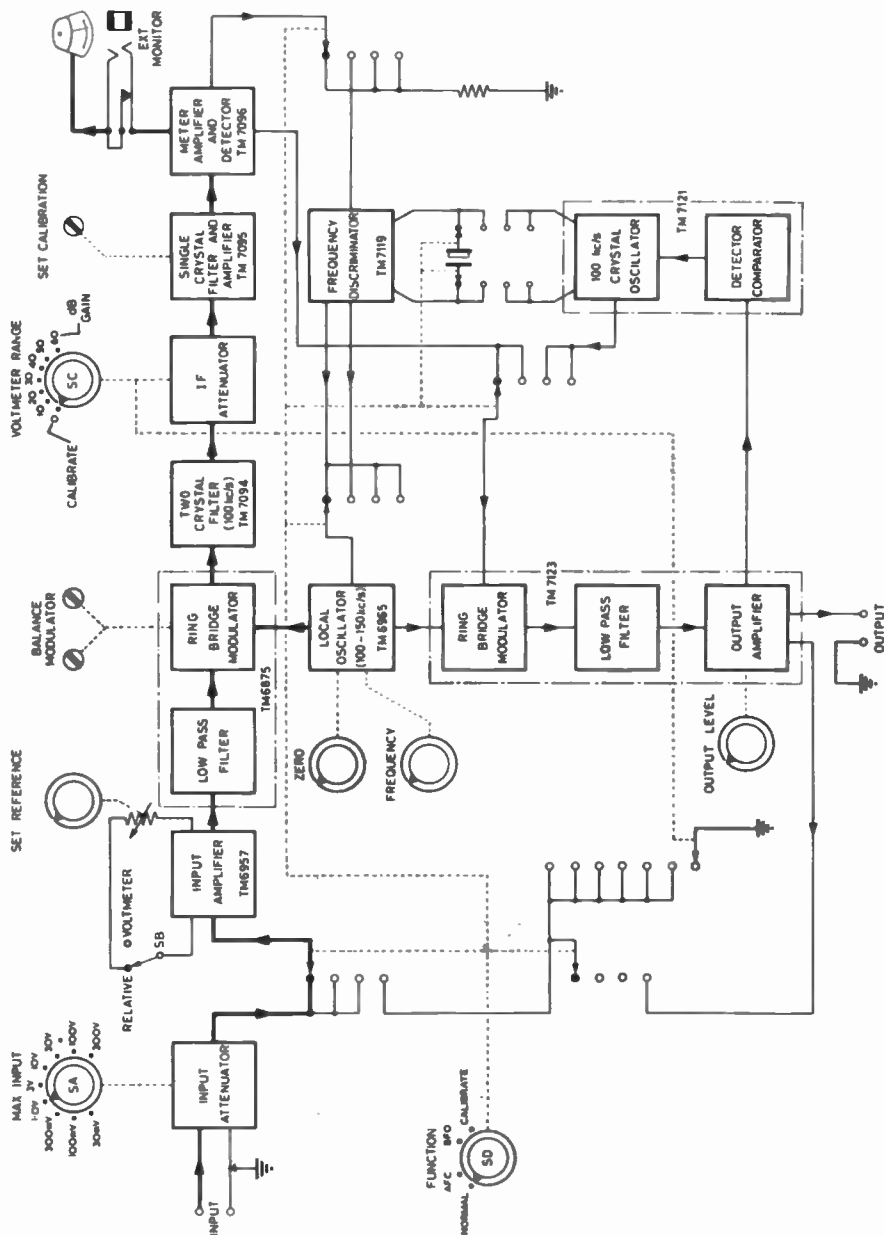 MAX INPUT
300mV
1·0V
3V
10V
30V
100mV
100V
30mV
300V
SA
INPUT
INPUT
ATTENUATOR
RELATIVE
VOLTMETER
SB
SET REFERENCE
INPUT
AMPLIFIER
TM6957
LOW PASS
FILTER
TM6875
BALANCE
MODULATOR
RING
BRIDGE
MODULATOR
TWO
CRYSTAL
FILTER
(100 kc/s)
TM 7094
VOLTMETER RANGE
CALIBRATE
0
10
20
30
40
50
60
dB
GAIN
SC
IF
ATTENUATOR
SET CALIBRATION
SINGLE
CRYSTAL
FILTER AND
AMPLIFIER
TM 7095
METER
AMPLIFIER
AND
DETECTOR
TM 7096
EXT
MONITOR
FUNCTION
NORMAL
AFC
BFO
CALIBRATE
SD
ZERO
FREQUENCY
LOCAL
OSCILLATOR
(100-150kc/s)
TM 6965
FREQUENCY
DISCRIMINATOR
TM7119
RING
BRIDGE
MODULATOR
TM 7123
LOW PASS
FILTER
OUTPUT LEVEL
OUTPUT
AMPLIFIER
OUTPUT
100 kc/s
CRYSTAL
OSCILLATOR
TM 7121
DETECTOR
COMPARATOR